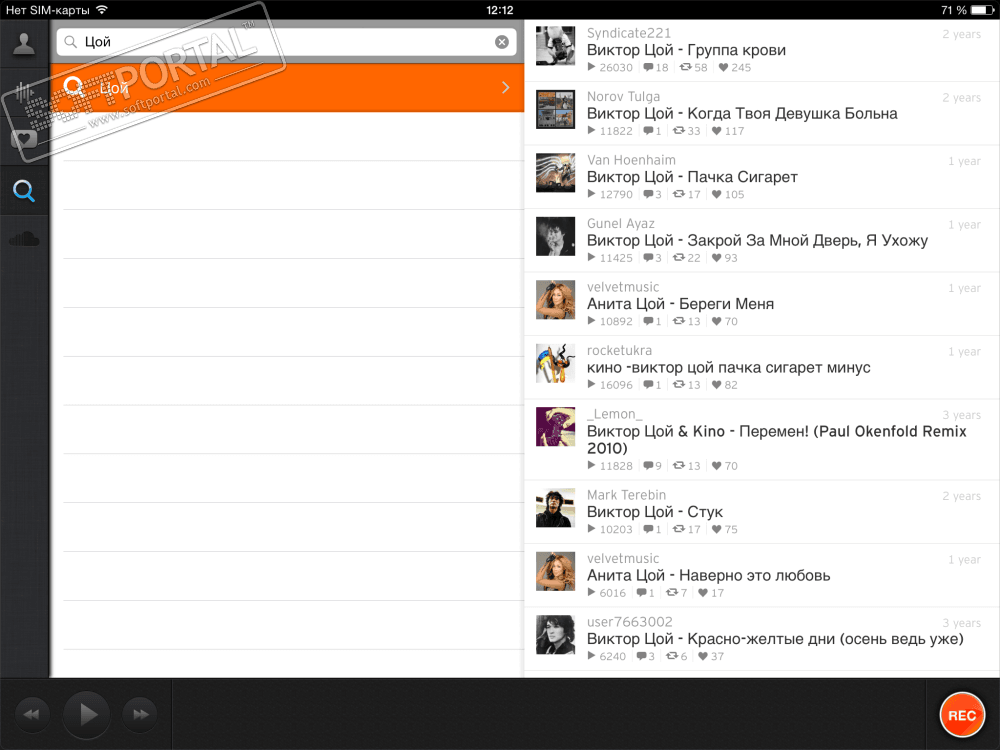 Нет SIM-карты
12:12
71 %
Цой
Цой
SOFTPORTAL™
www.softportal.com
Syndicate221
2 years
Виктор Цой - Группа крови
26030 18 58 245
Norov Tulga
2 years
Виктор Цой - Когда Твоя Девушка Больна
11822 1 33 117
Van Hoenhaim
1 year
Виктор Цой - Пачка Сигарет
12790 3 17 105
Gunel Ayaz
1 year
Виктор Цой - Закрой За Мной Дверь, Я Ухожу
11425 3 22 93
velvetmusic
1 year
Анита Цой - Береги Меня
10892 1 13 70
rocketukra
1 year
кино -виктор цой пачка сигарет минус
16096 1 13 82
_Lemon_
3 years
Виктор Цой & Kino - Перемен! (Paul Okenfold Remix
2010)
11828 9 13 70
Mark Terebin
2 years
Виктор Цой - Стук
10203 1 17 75
velvetmusic
1 year
Анита Цой - Наверно это любовь
6016 1 7 17
user7663002
3 years
Виктор Цой - Красно-желтые дни (осень ведь уже)
6240 3 6 37
REC